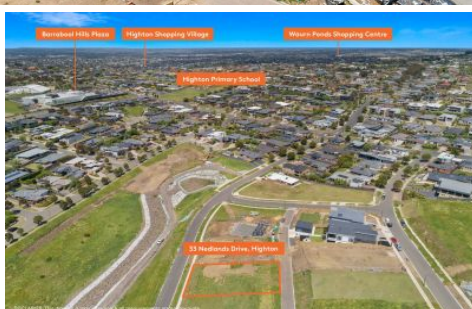 Barrabool Hills Plaza
Highton Shopping Village
Waurn Ponds Shopping Centre
Highton Primary School
33 Nedlands Drive, Highton